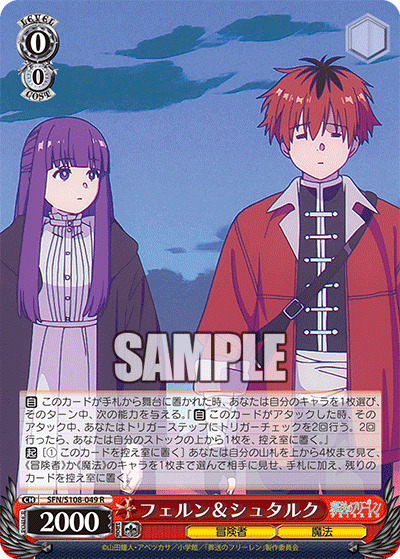 LEVEL
0
0
COST
SAMPLE
自 このカードが手札から舞台に置かれた時、あなたは自分のキャラを1枚選び、
そのターン中、次の能力を与える。『自 このカードがアタックした時、その
アタック中、あなたはトリガーステップにトリガーチェックを2回行う。2回
行ったら、あなたは自分のストックの上から1枚を、控え室に置く。』
起 このカードを控え室に置く：あなたは自分の山札を上から4枚まで見て、
《冒険者》か《魔法》のキャラを1枚まで選んで相手に見せ、手札に加え、残り
のカードを控え室に置く。
CH SFN/S108-049 R
2000
フェルン&シュタルク
葬送のフリーレン
冒険者
魔法
©山田鐘人・アベツカサ／小学館／「葬送のフリーレン」製作委員会